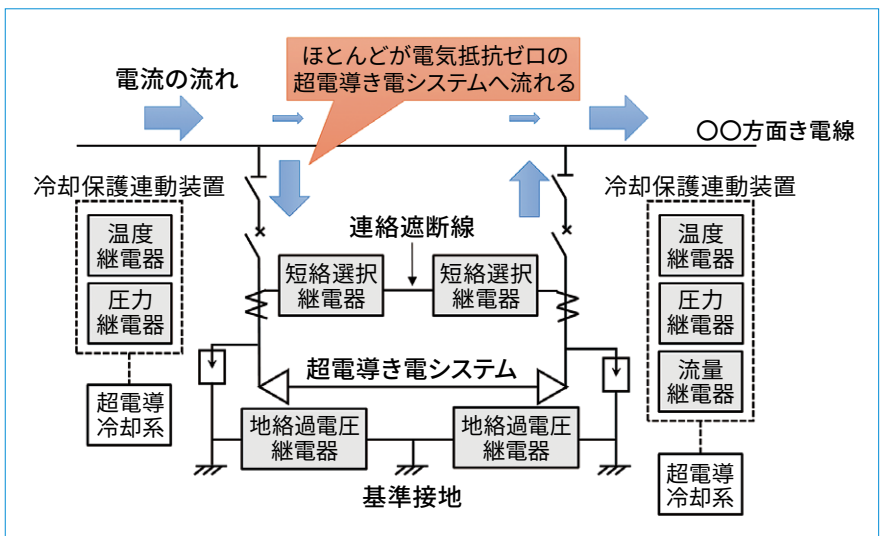 ほとんどが電気抵抗ゼロの
超電導き電システムへ流れる
電流の流れ
〇〇方面き電線
冷却保護連動装置
温度
継電器
圧力
継電器
超電導
冷却系
連絡遮断線
短絡選択
継電器
短絡選択
継電器
超電導き電システム
地絡過電圧
継電器
地絡過電圧
継電器
基準接地
冷却保護連動装置
温度
継電器
圧力
継電器
流量
継電器
超電導
冷却系